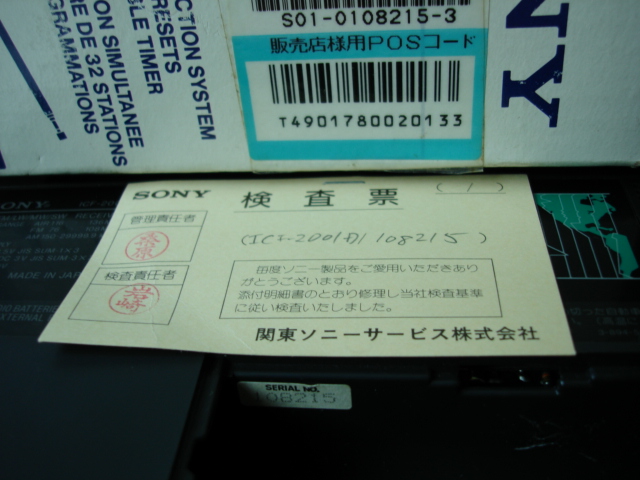 CTION SYSTEM
RESETS
BLE TIMER
ON SIMULTANEE
E DE 32 STATIONS
GRAMMATIONS
S01-0108215-3
販売店様用POSコード
T4901780020133
NY
SONY
検査票
( 1 )
管理責任者
(ICF-2001D/108215)
検査責任者
毎度ソニー製品をご愛用いただきあり
がとうございます。
添付明細書のとおり修理し当社検査基準
に従い検査いたしました。
関東ソニーサービス株式会社
SONY
MADE IN JAPAN
SERIAL NO.
108215